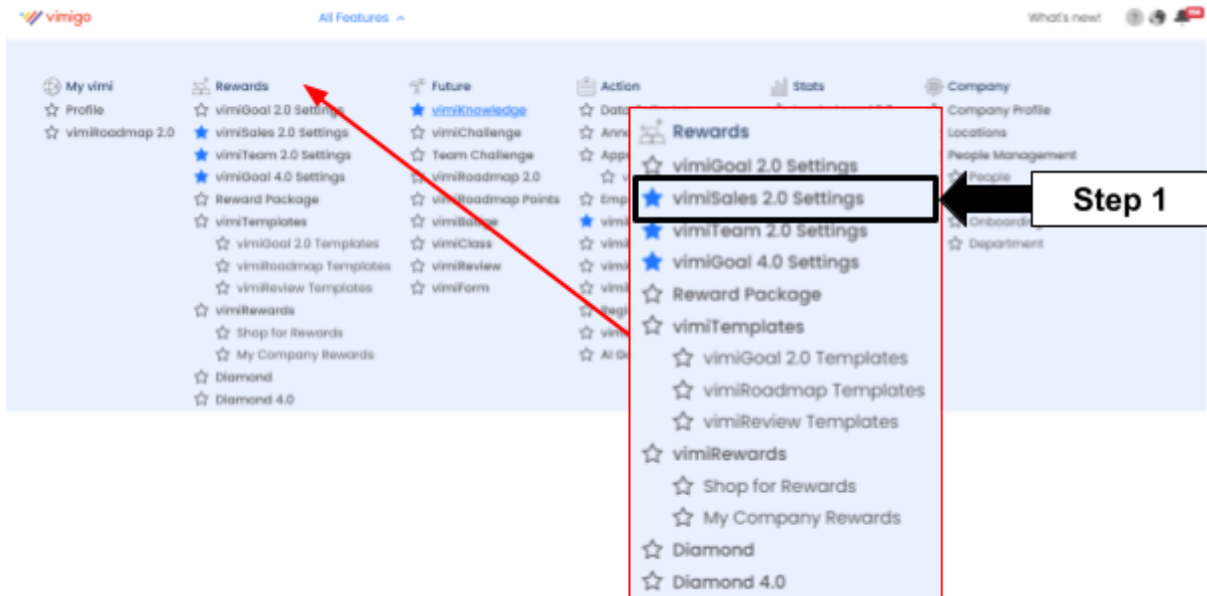 vimigo
All Features
What's new!
My vimi
Profile
vimiRoadmap 2.0
Rewards
vimiGoal 2.0 Settings
vimiSales 2.0 Settings
vimiTeam 2.0 Settings
vimiGoal 4.0 Settings
Reward Package
vimiTemplates
vimiGoal 2.0 Templates
vimiRoadmap Templates
vimiReview Templates
vimiRewards
Shop for Rewards
My Company Rewards
Diamond
Diamond 4.0
Future
vimiKnowledge
vimiChallenge
Team Challenge
vimiRoadmap 2.0
vimiRoadmap Points
vimiBadge
vimiClass
vimiReview
vimiForm
Action
Stats
Company
Company Profile
Locations
People Management
People
Onboarding
Department
Rewards
vimiGoal 2.0 Settings
vimiSales 2.0 Settings
vimiTeam 2.0 Settings
vimiGoal 4.0 Settings
Reward Package
vimiTemplates
vimiGoal 2.0 Templates
vimiRoadmap Templates
vimiReview Templates
vimiRewards
Shop for Rewards
My Company Rewards
Diamond
Diamond 4.0
Step 1